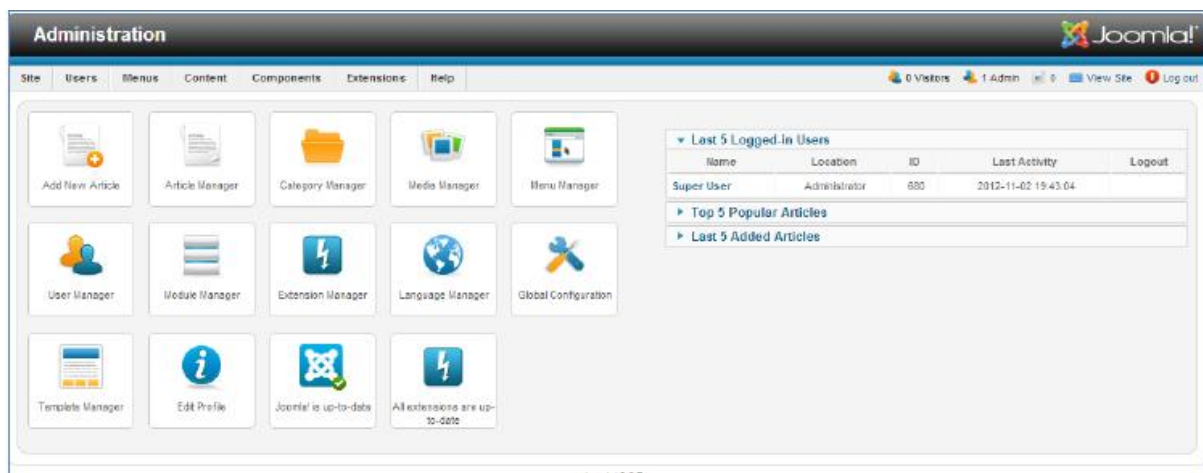 Administration
Joomla!
Site Users Menus Content Components Extensions Help
0 Visitors 1 Admin 0 View Site Log out
Add New Article Article Manager Category Manager Media Manager Menu Manager
User Manager Module Manager Extension Manager Language Manager Global Configuration
Template Manager Edit Profile Joomla! is up-to-date All extensions are up-
to-date
Last 5 Logged-in Users
Name Location ID Last Activity Logout
Super User Administrator 680 2012-11-02 19:43:04
Top 5 Popular Articles
Last 5 Added Articles